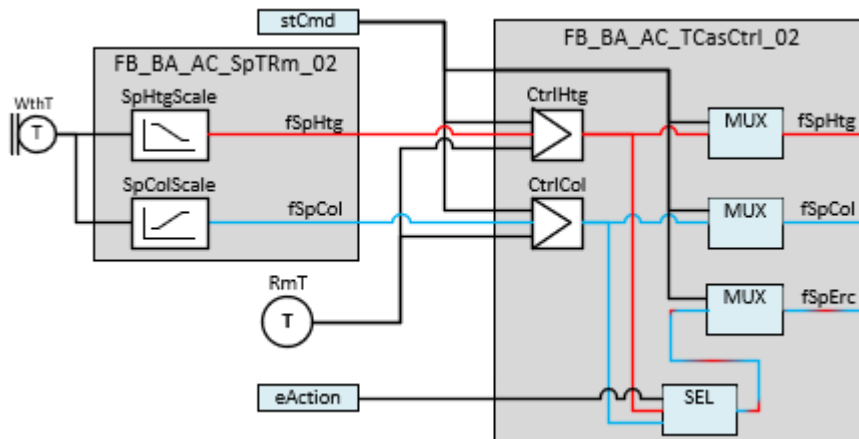 stCmd
FB_BA_AC_TCasCtrl_02
FB_BA_AC_SpTRm_02
WthT
T
SpHtgScale
fSpHtg
CtrlHtg
MUX
fSpHtg
SpColScale
fSpCol
CtrlCol
MUX
fSpCol
RmT
T
MUX
fSpErc
eAction
SEL